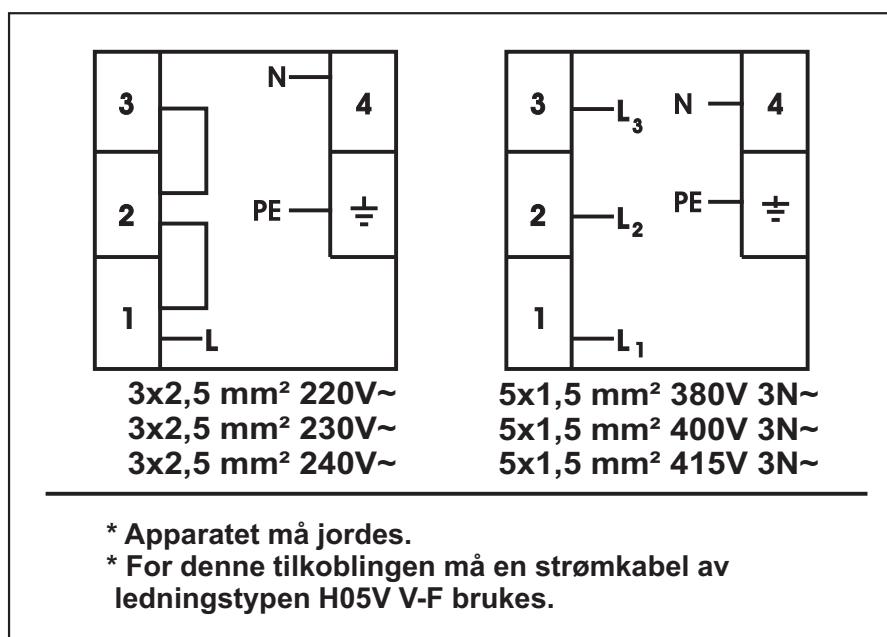 3
2
1
L
N
4
PE
3x2,5 mm² 220V~
3x2,5 mm² 230V~
3x2,5 mm² 240V~
3
2
1
L3
L2
L1
N
4
PE
5x1,5 mm² 380V 3N~
5x1,5 mm² 400V 3N~
5x1,5 mm² 415V 3N~
* Apparatet må jordes.
* For denne tilkoblingen må en strømkabel av
ledningstypen H05V V-F brukes.